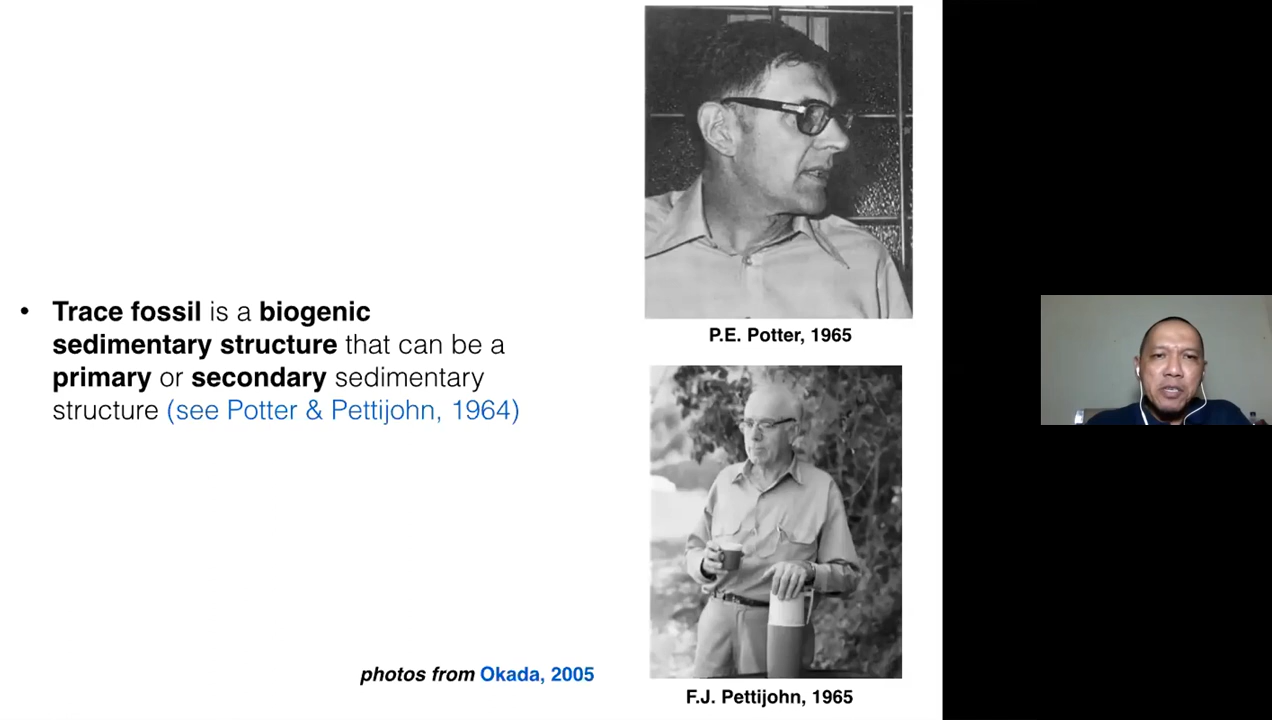 • Trace fossil is a biogenic
sedimentary structure that can be a
primary or secondary sedimentary
structure (see Potter & Pettijohn, 1964)
P.E. Potter, 1965
photos from Okada, 2005
F.J. Pettijohn, 1965